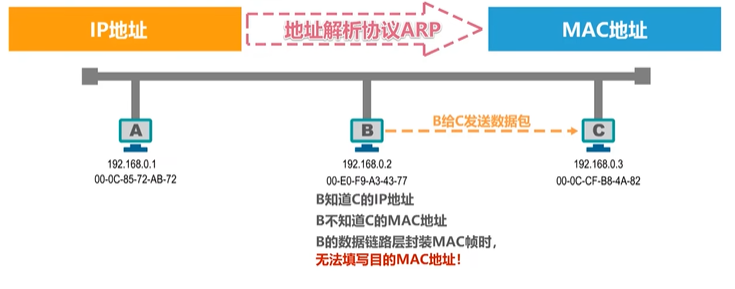 IP地址
地址解析协议ARP
MAC地址
B给C发送数据包
A
B
C
192.168.0.1
192.168.0.2
192.168.0.3
00-0C-85-72-AB-72
00-E0-F9-A3-43-77
00-0C-CF-B8-4A-82
B知道C的IP地址
B不知道C的MAC地址
B的数据链路层封装MAC帧时，
无法填写目的MAC地址！